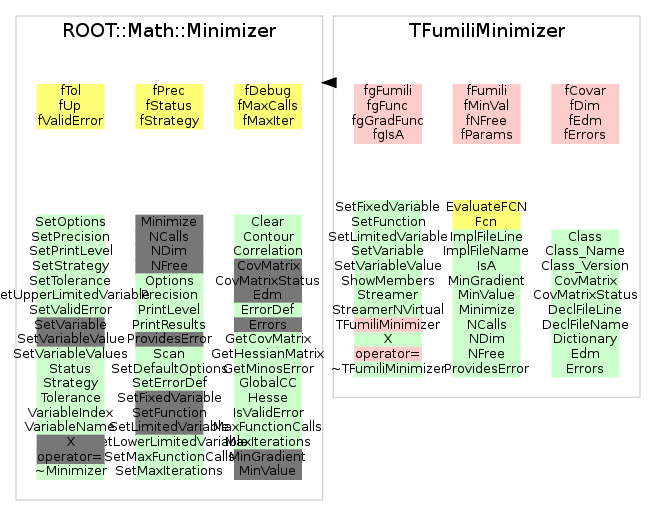 ROOT::Math::Minimizer
fTol
fUp
fValidError
fPrec
fStatus
fStrategy
fDebug
fMaxCalls
fMaxIter
SetOptions
SetPrecision
SetPrintLevel
SetStrategy
SetTolerance
etUpperLimitedVariable
SetValidError
SetVariable
SetVariableValue
SetVariableValues
Status
Strategy
Tolerance
VariableIndex
VariableName
X
operator=
~Minimizer
Minimize
NCalls
NDim
NFree
Options
Precision
PrintLevel
PrintResults
ProvidesError
Scan
SetDefaultOptions
SetErrorDef
SetFixedVariable
SetFunction
SetLimitedVariable
etLowerLimitedVariable
SetMaxFunctionCalls
SetMaxIterations
Clear
Contour
Correlation
CovMatrix
CovMatrixStatus
Edm
ErrorDef
Errors
GetCovMatrix
GetHessianMatrix
GetMinosError
GlobalCC
Hesse
IsValidError
MaxFunctionCalls
MaxIterations
MinGradient
MinValue
TFumiliMinimizer
fgFumili
fgFunc
fgGradFunc
fgIsA
fFumili
fMinVal
fNFree
fParams
fCovar
fDim
fEdm
fErrors
SetFixedVariable
SetFunction
SetLimitedVariable
SetVariable
SetVariableValue
ShowMembers
Streamer
StreamerNVirtual
TFumiliMinimizer
X
operator=
~TFumiliMinimizer
EvaluateFCN
Fcn
ImplFileLine
ImplFileName
IsA
MinGradient
MinValue
Minimize
NCalls
NDim
NFree
ProvidesError
Class
Class_Name
Class_Version
CovMatrix
CovMatrixStatus
DeclFileLine
DeclFileName
Dictionary
Edm
Errors